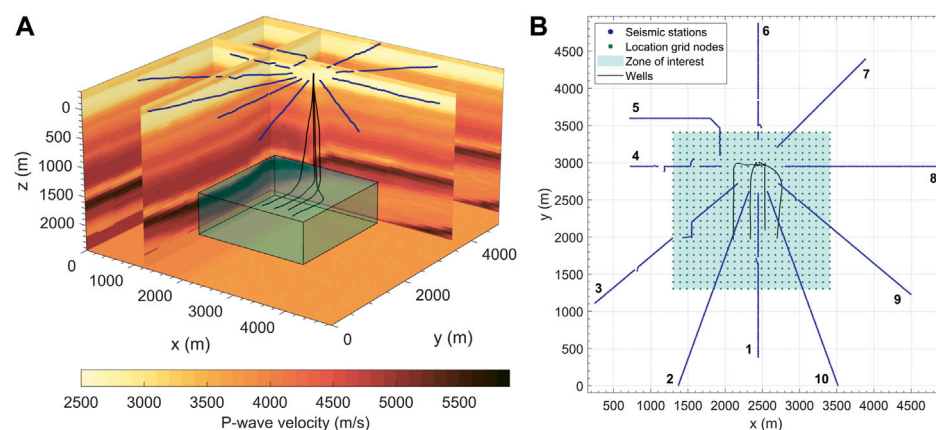 A
z (m)
0
500
1000
1500
2000
0
1000
2000
3000
4000
x (m)
0
2000
4000
y (m)
2500 3000 3500 4000 4500 5000 5500
P-wave velocity (m/s)
B
Seismic stations
Location grid nodes
Zone of interest
Wells
6
7
5
4
8
3
9
1
2
10
y (m)
4500
4000
3500
3000
2500
2000
1500
1000
500
0
500 1000 1500 2000 2500 3000 3500 4000 4500
x (m)